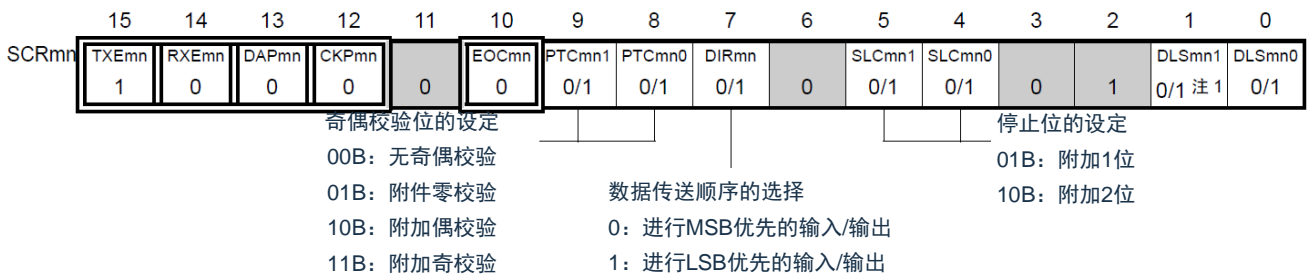 15 14 13 12 11 10 9 8 7 6 5 4 3 2 1 0
SCRmn TXEmn RXEmn DAPmn CKPmn EOCmn PTCmn1 PTCmn0 DIRmn SLCmn1 SLCmn0 DLSmn1 DLSmn0
1 0 0 0 0 0 0/1 0/1 0/1 0 0/1 0/1 0 1 0/1 注 1 0/1
奇偶校验位的设定
00B：无奇偶校验
01B：附件零校验
10B：附加偶校验
11B：附加奇校验
数据传送顺序的选择
0：进行MSB优先的输入/输出
1：进行LSB优先的输入/输出
停止位的设定
01B：附加1位
10B：附加2位